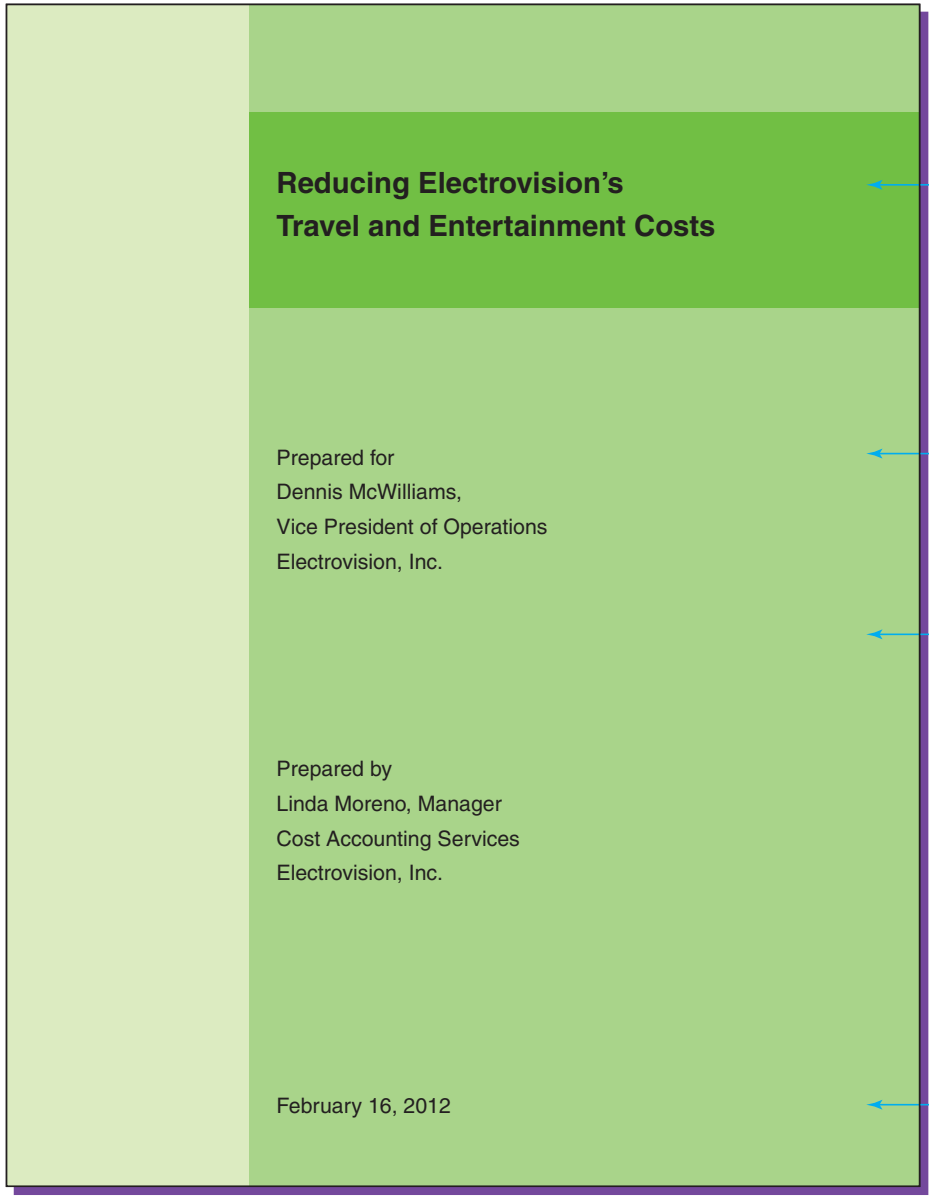 Reducing Electrovision’s
Travel and Entertainment Costs
Prepared for
Dennis McWilliams,
Vice President of Operations
Electrovision, Inc.
Prepared by
Linda Moreno, Manager
Cost Accounting Services
Electrovision, Inc.
February 16, 2012